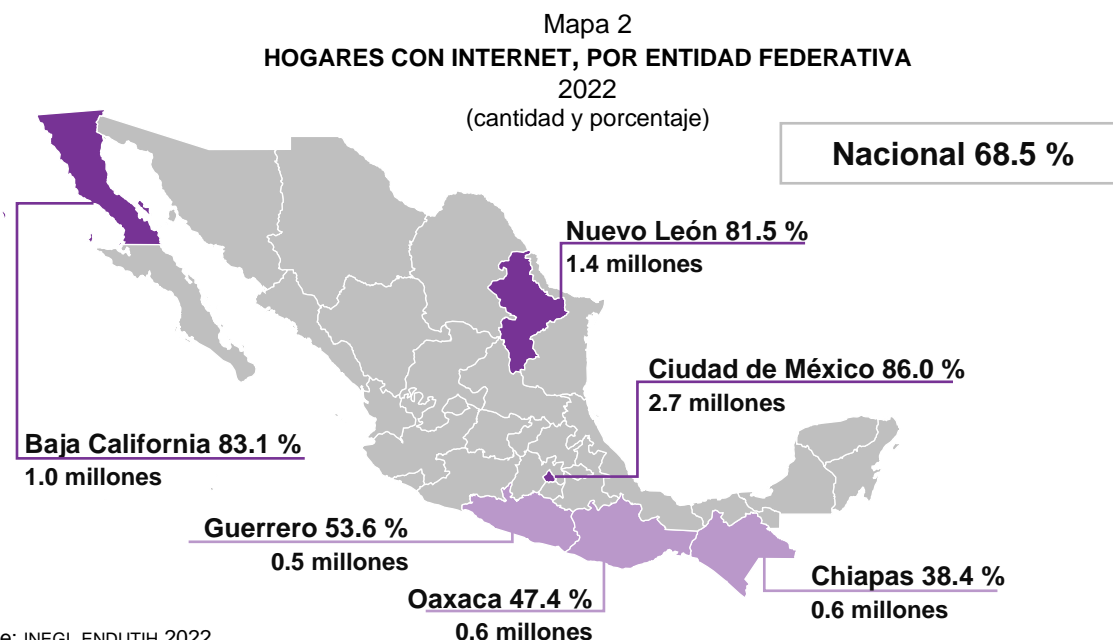 Mapa 2
HOGARES CON INTERNET, POR ENTIDAD FEDERATIVA
2022
(cantidad y porcentaje)
Nacional 68.5 %
Nuevo León 81.5 %
1.4 millones
Ciudad de México 86.0 %
2.7 millones
Baja California 83.1 %
1.0 millones
Guerrero 53.6 %
0.5 millones
Chiapas 38.4 %
0.6 millones
Oaxaca 47.4 %
0.6 millones
e: INEGI, ENDUTIH 2022